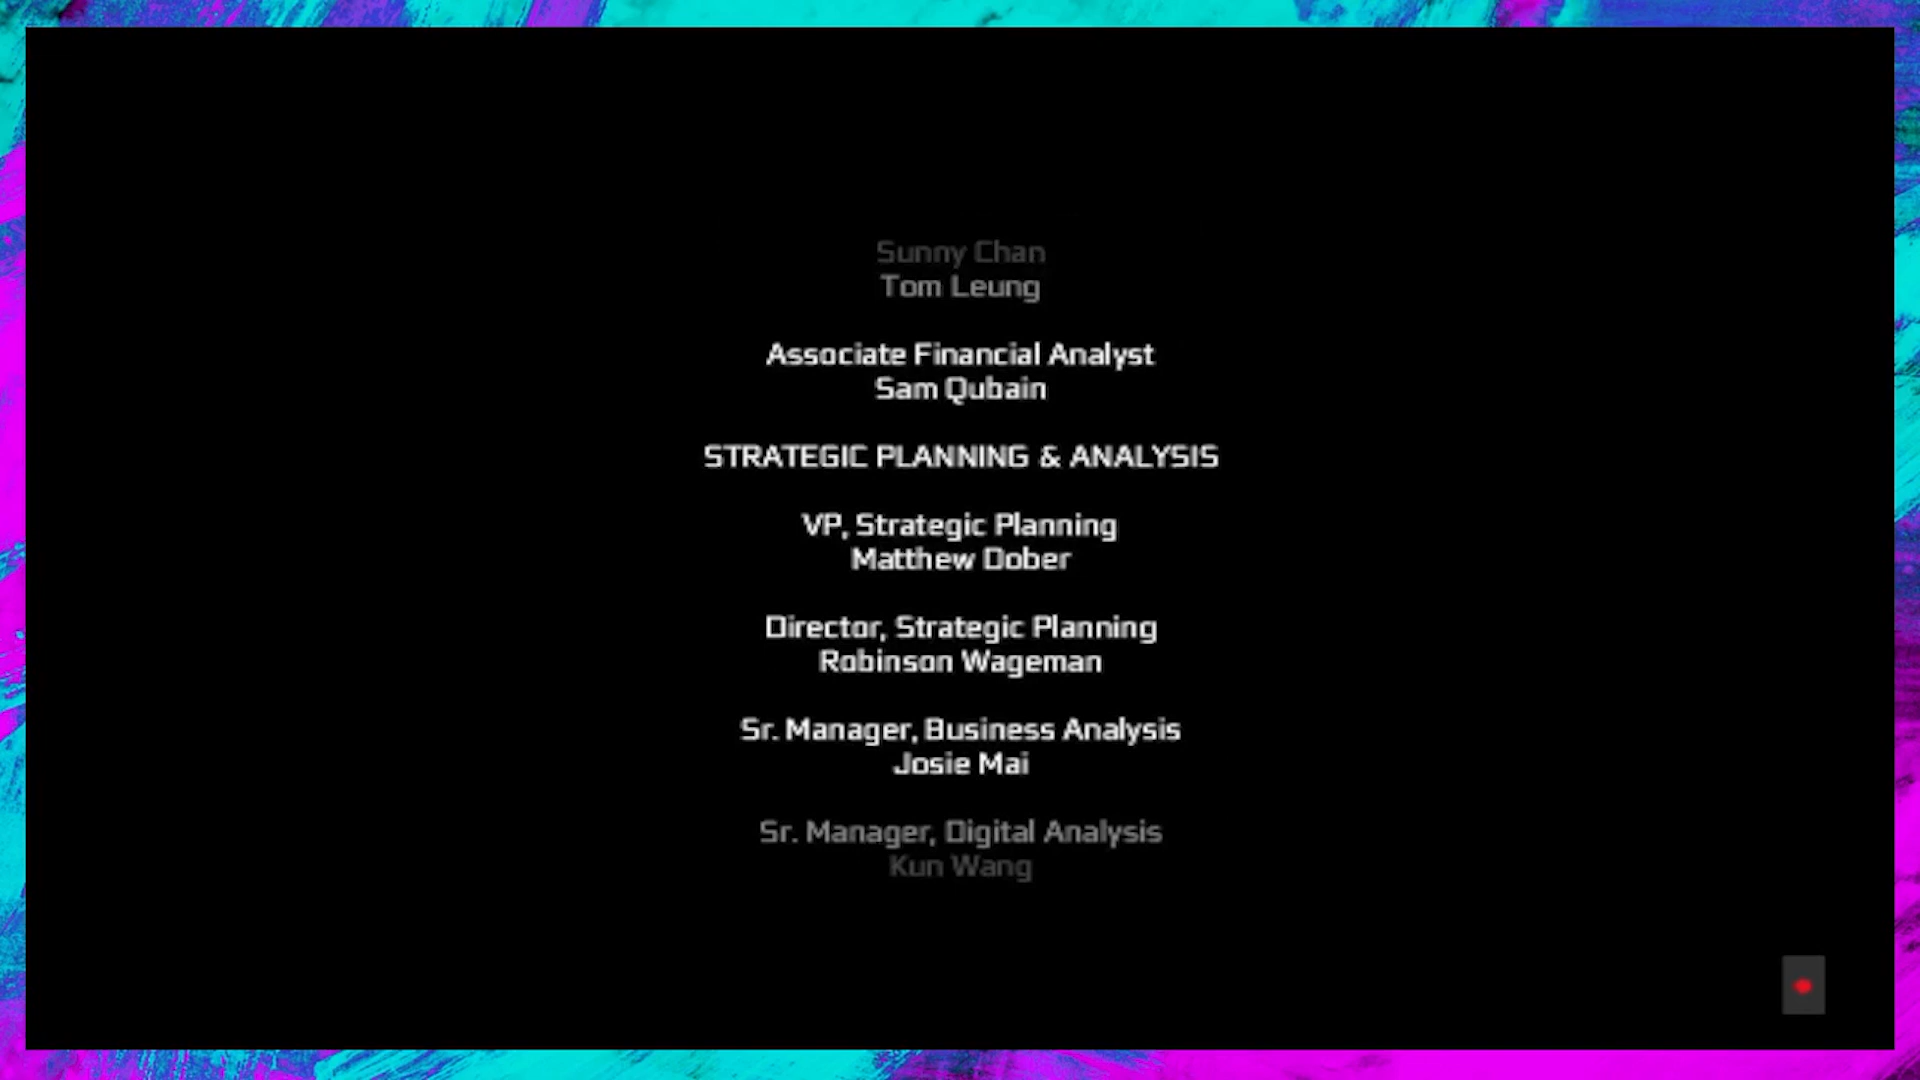 Sunny Chan
Tom Leung
Associate Financial Analyst
Sam Qubain
STRATEGIC PLANNING & ANALYSIS
VP, Strategic Planning
Matthew Dober
Director, Strategic Planning
Robinson Wageman
Sr. Manager, Business Analysis
Josie Mai
Sr. Manager, Digital Analysis
Kun Wang